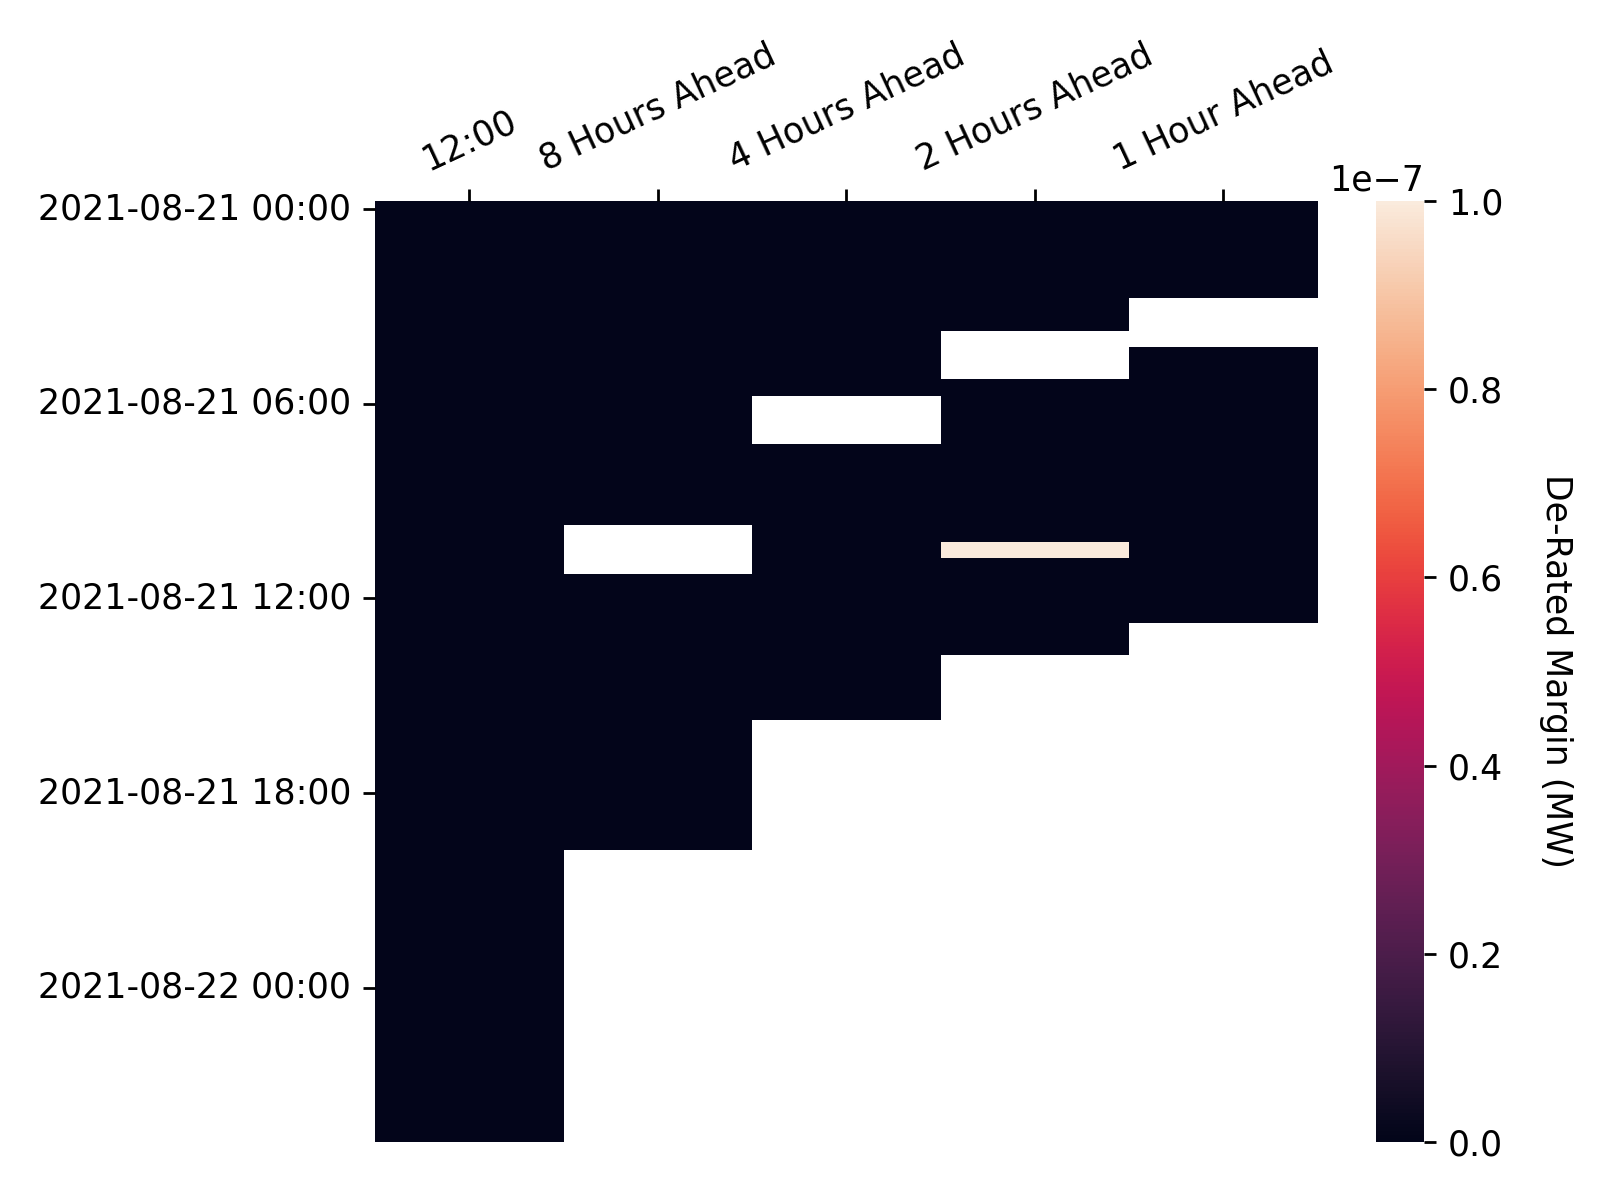 12:00
8 Hours Ahead
4 Hours Ahead
2 Hours Ahead
1 Hour Ahead
2021-08-21 00:00
2021-08-21 06:00
2021-08-21 12:00
2021-08-21 18:00
2021-08-22 00:00
1e−7
1.0
0.8
0.6
0.4
0.2
0.0
De-Rated Margin (MW)